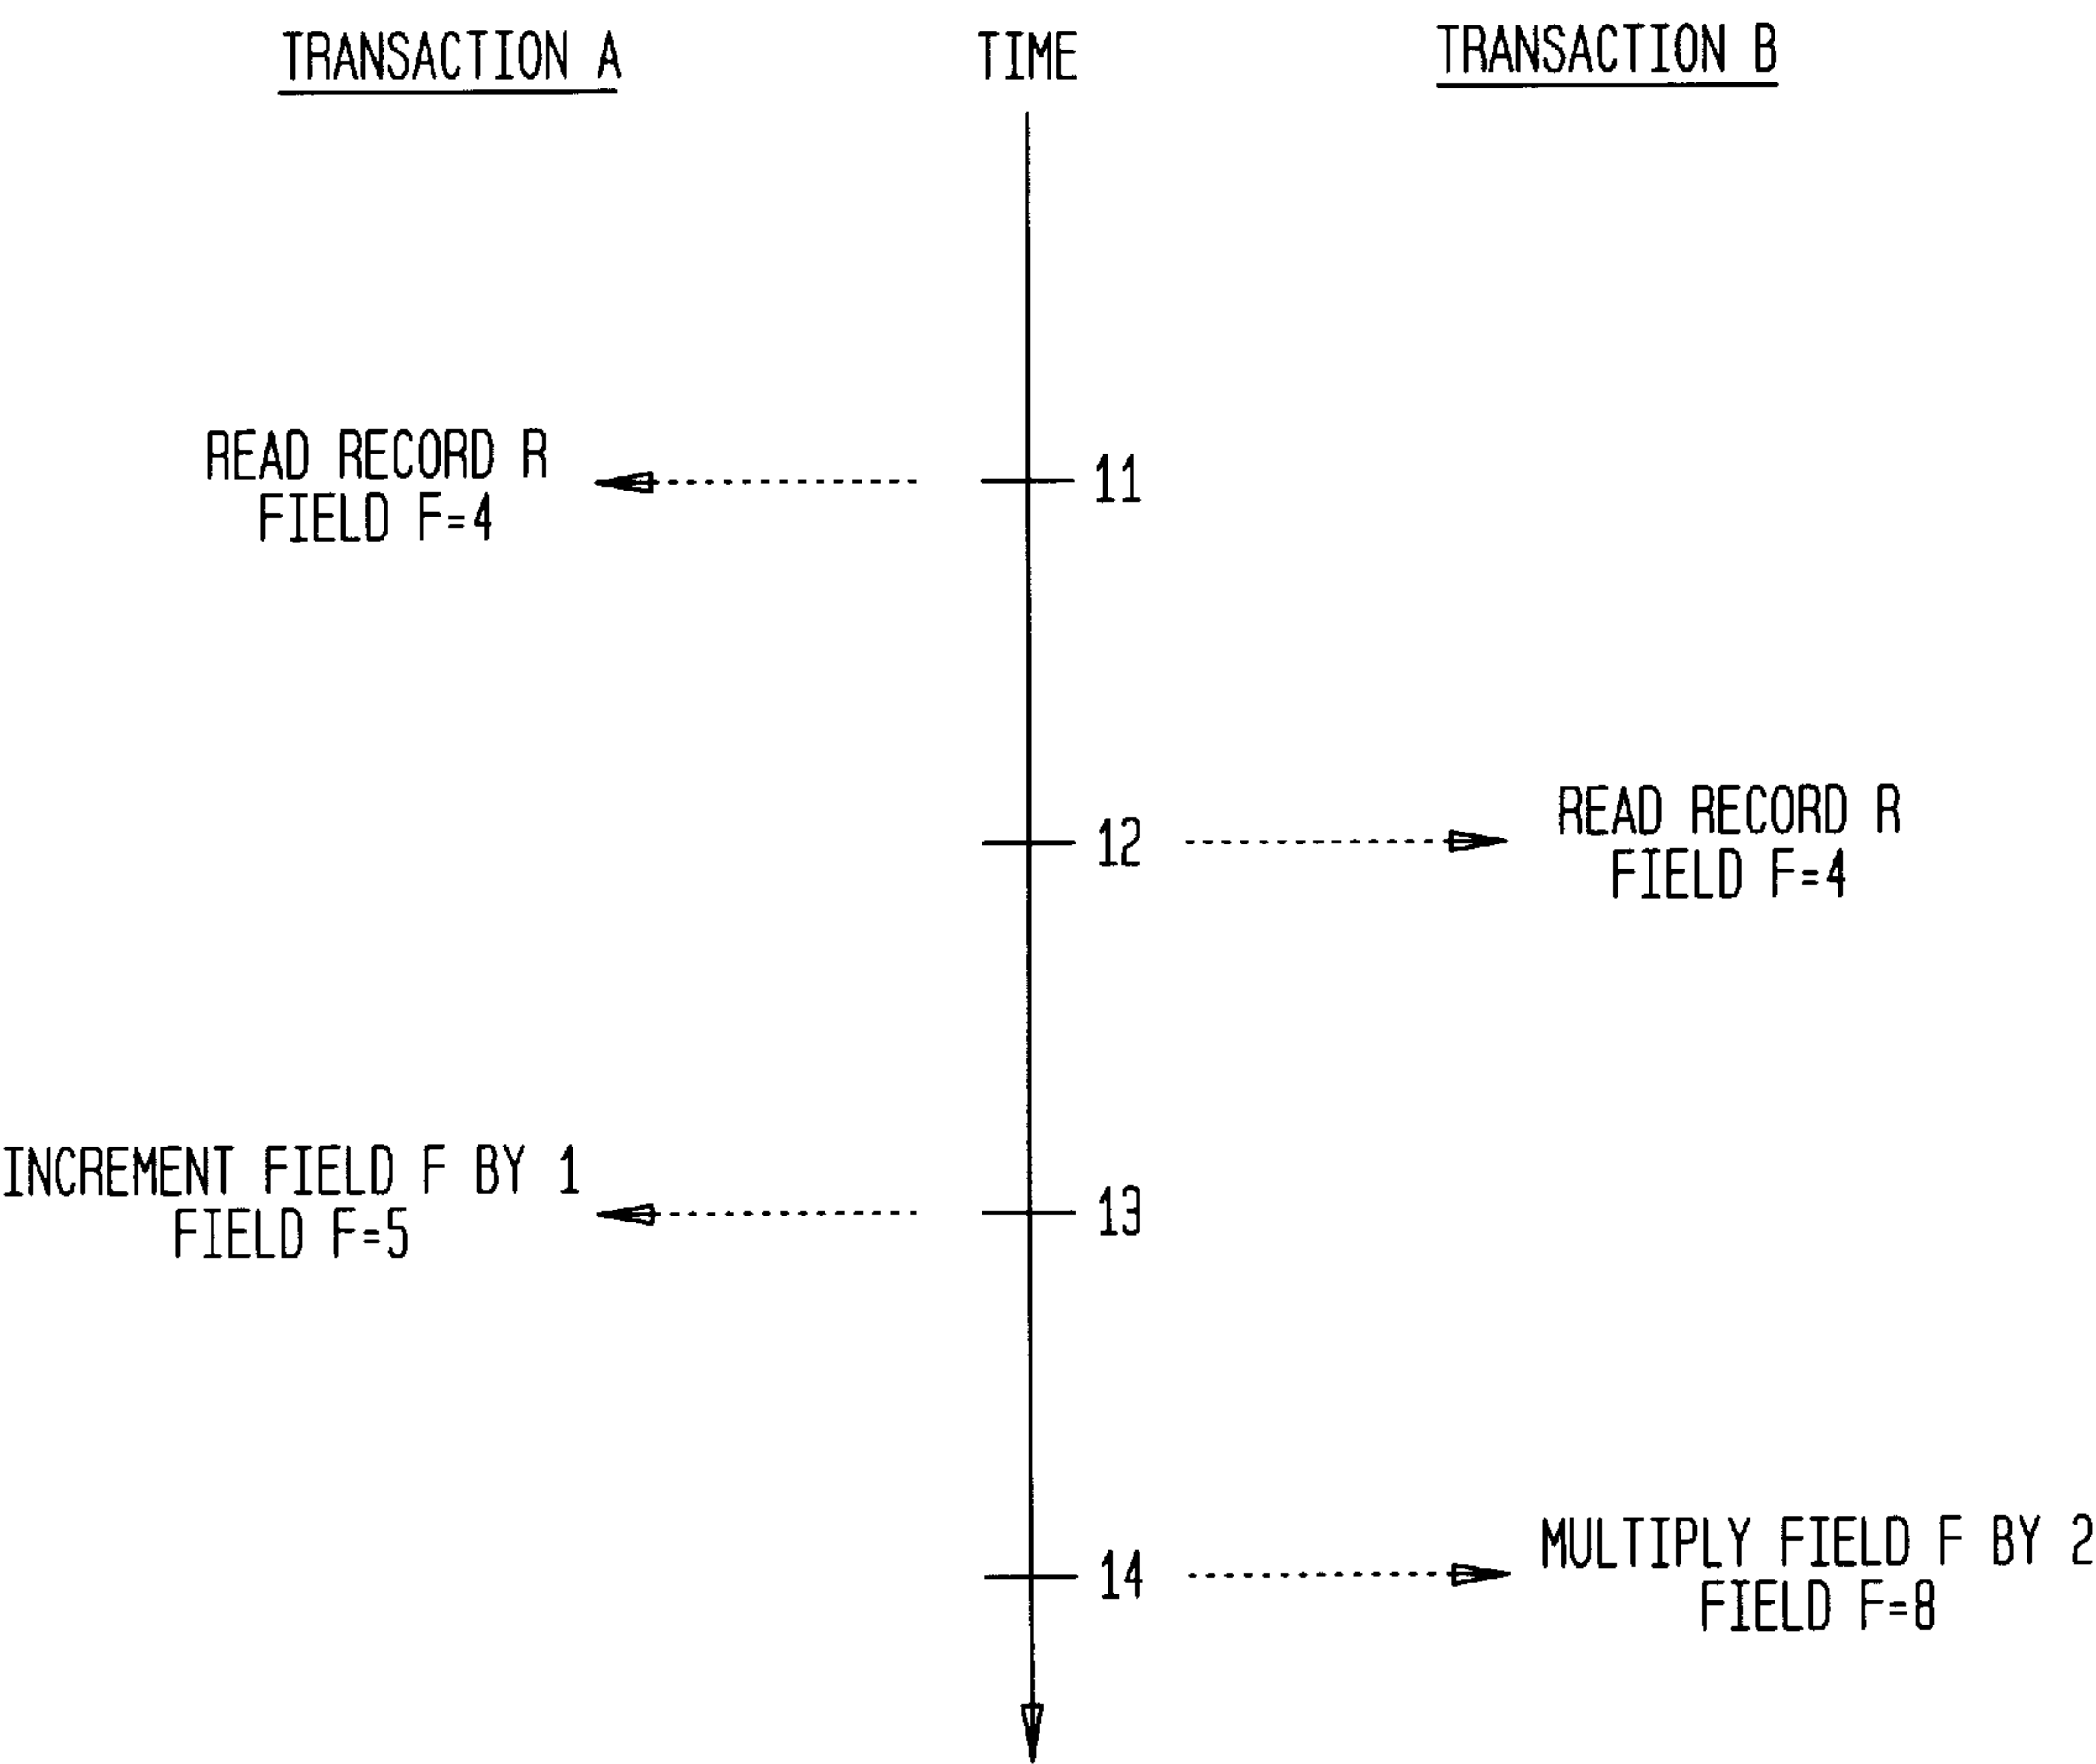 TRANSACTION A
TIME
TRANSACTION B
READ RECORD R
FIELD F=4
11
READ RECORD R
FIELD F=4
12
INCREMENT FIELD F BY 1
FIELD F=5
13
MULTIPLY FIELD F BY 2
FIELD F=8
14